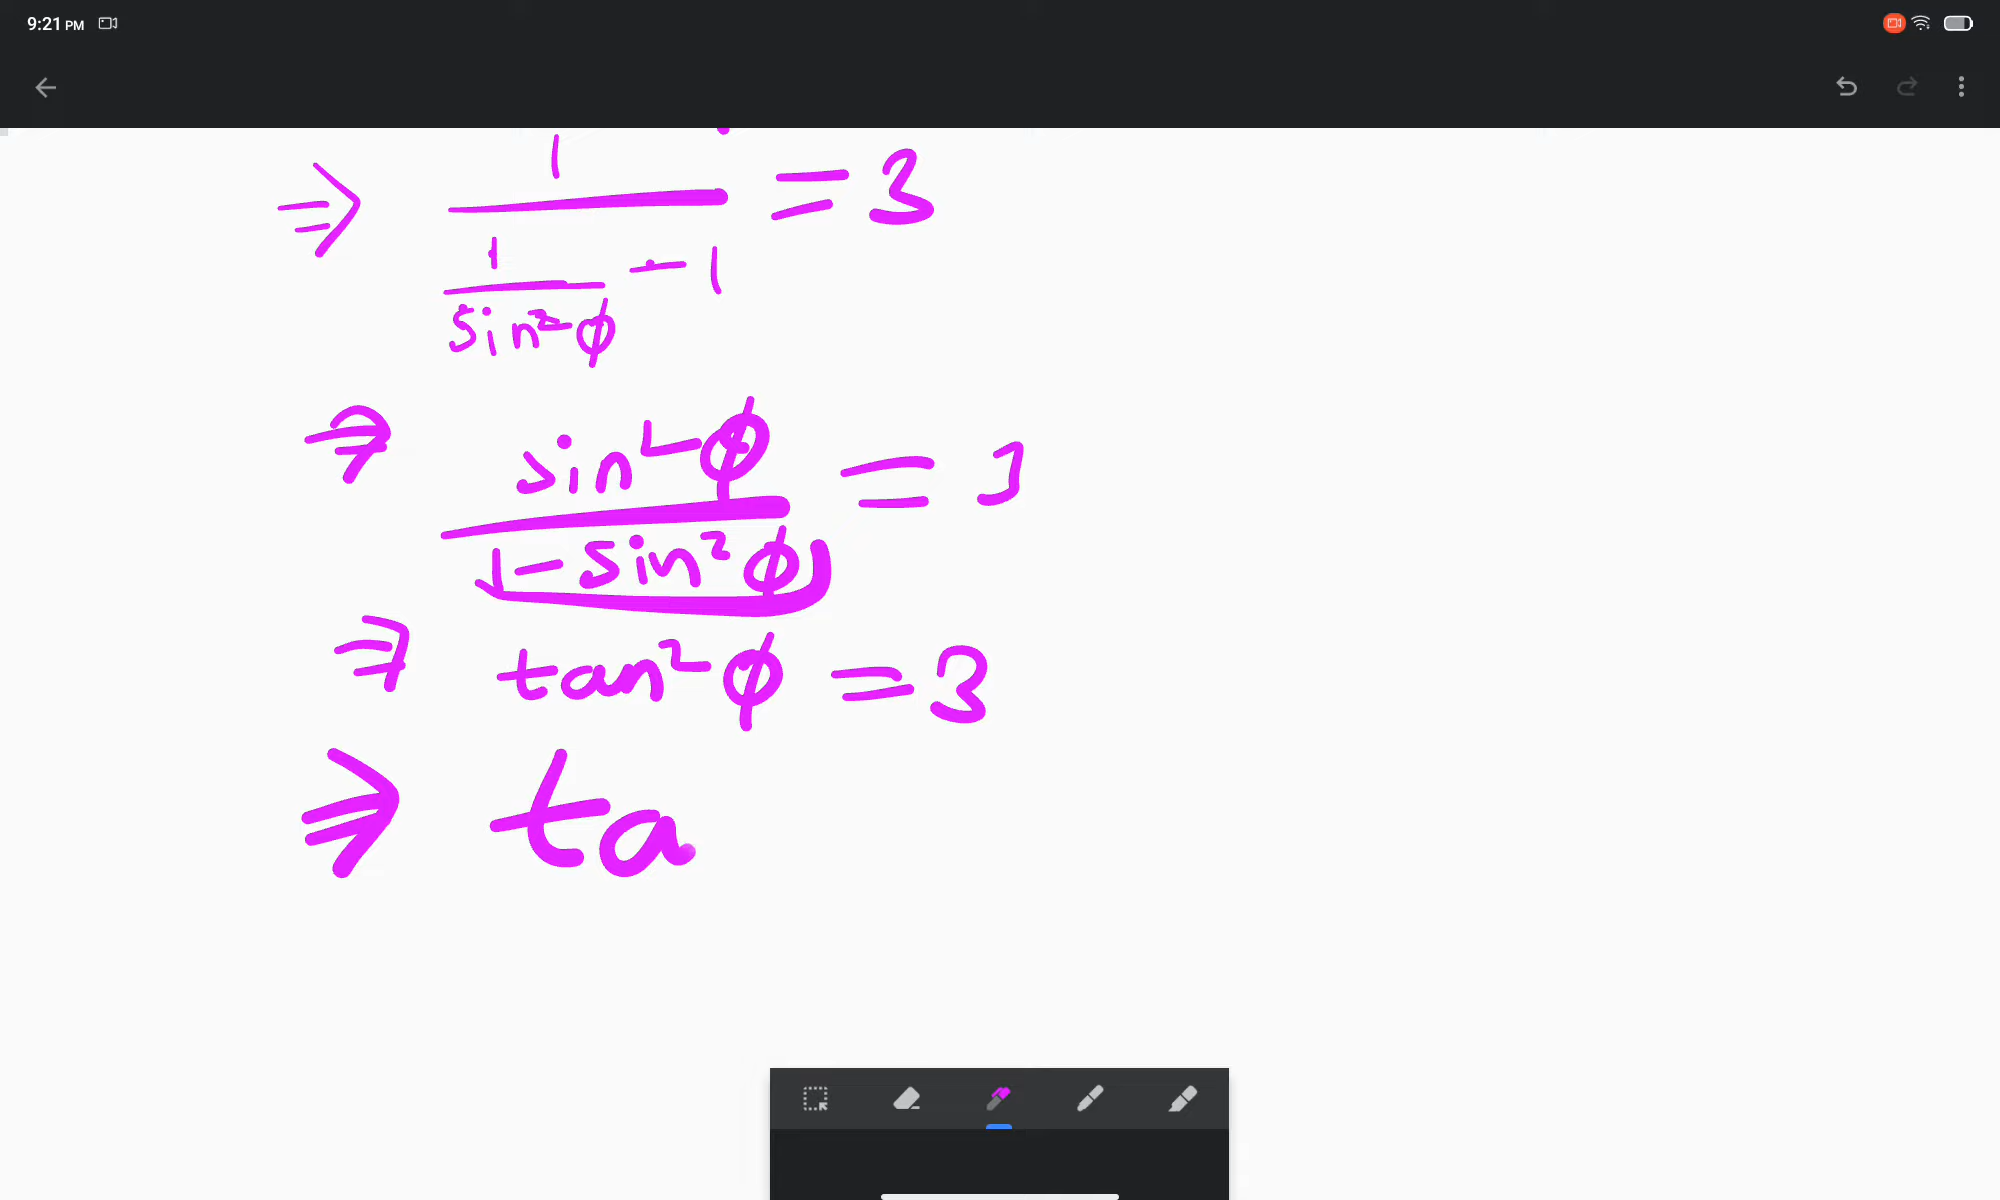 9:21 PM
⇒ 1 / (1/sin²φ - 1) = 3
⇒ sin²φ / (1 - sin²φ) = 3
⇒ tan²φ = 3
⇒ ta